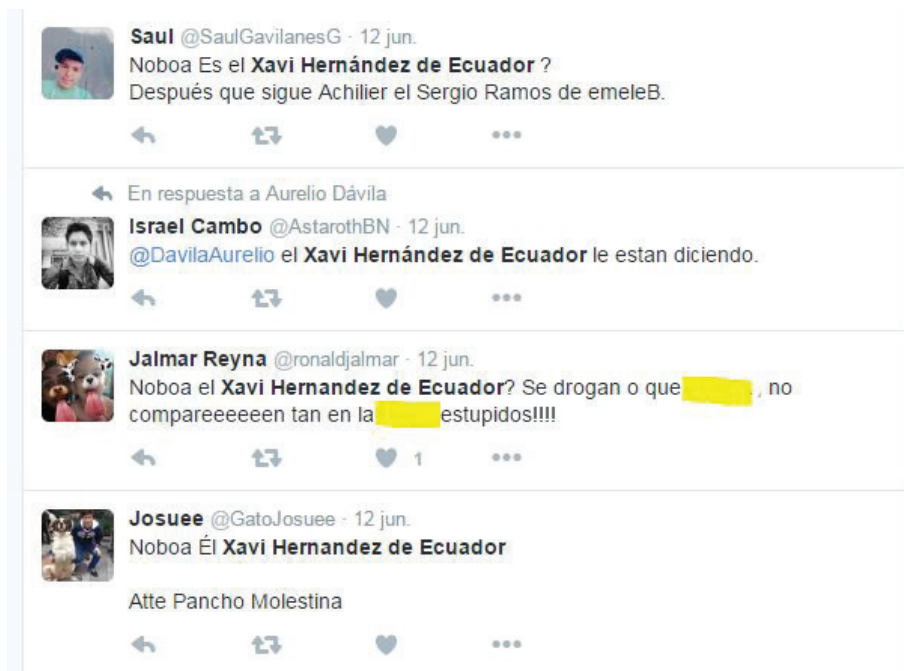 Saul @SaulGavilanesG · 12 jun.
Noboa Es el Xavi Hernández de Ecuador ?
Después que sigue Achilier el Sergio Ramos de emeleB.
En respuesta a Aurelio Dávila
Israel Cambo @AstarothBN · 12 jun.
@DavilaAurelio el Xavi Hernández de Ecuador le estan diciendo.
Jalmar Reyna @ronaldjalmar · 12 jun.
Noboa el Xavi Hernandez de Ecuador? Se drogan o que , no
compareeeeeen tan en la estupidos!!!!
1
Josuee @GatoJosuee · 12 jun.
Noboa Él Xavi Hernandez de Ecuador
Atte Pancho Molestina